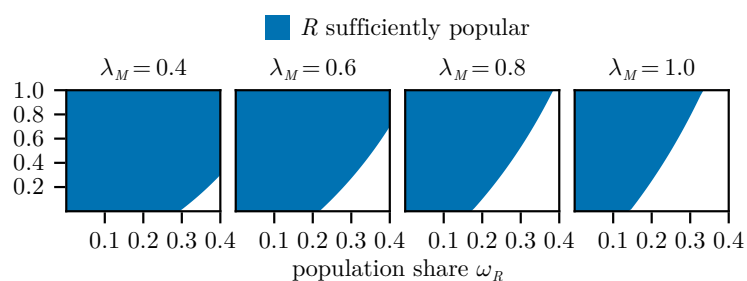 R sufficiently popular
λ_M = 0.4 λ_M = 0.6 λ_M = 0.8 λ_M = 1.0
1.0
0.8
0.6
0.4
0.2
0.1 0.2 0.3 0.4 0.1 0.2 0.3 0.4 0.1 0.2 0.3 0.4 0.1 0.2 0.3 0.4
population share ω_R